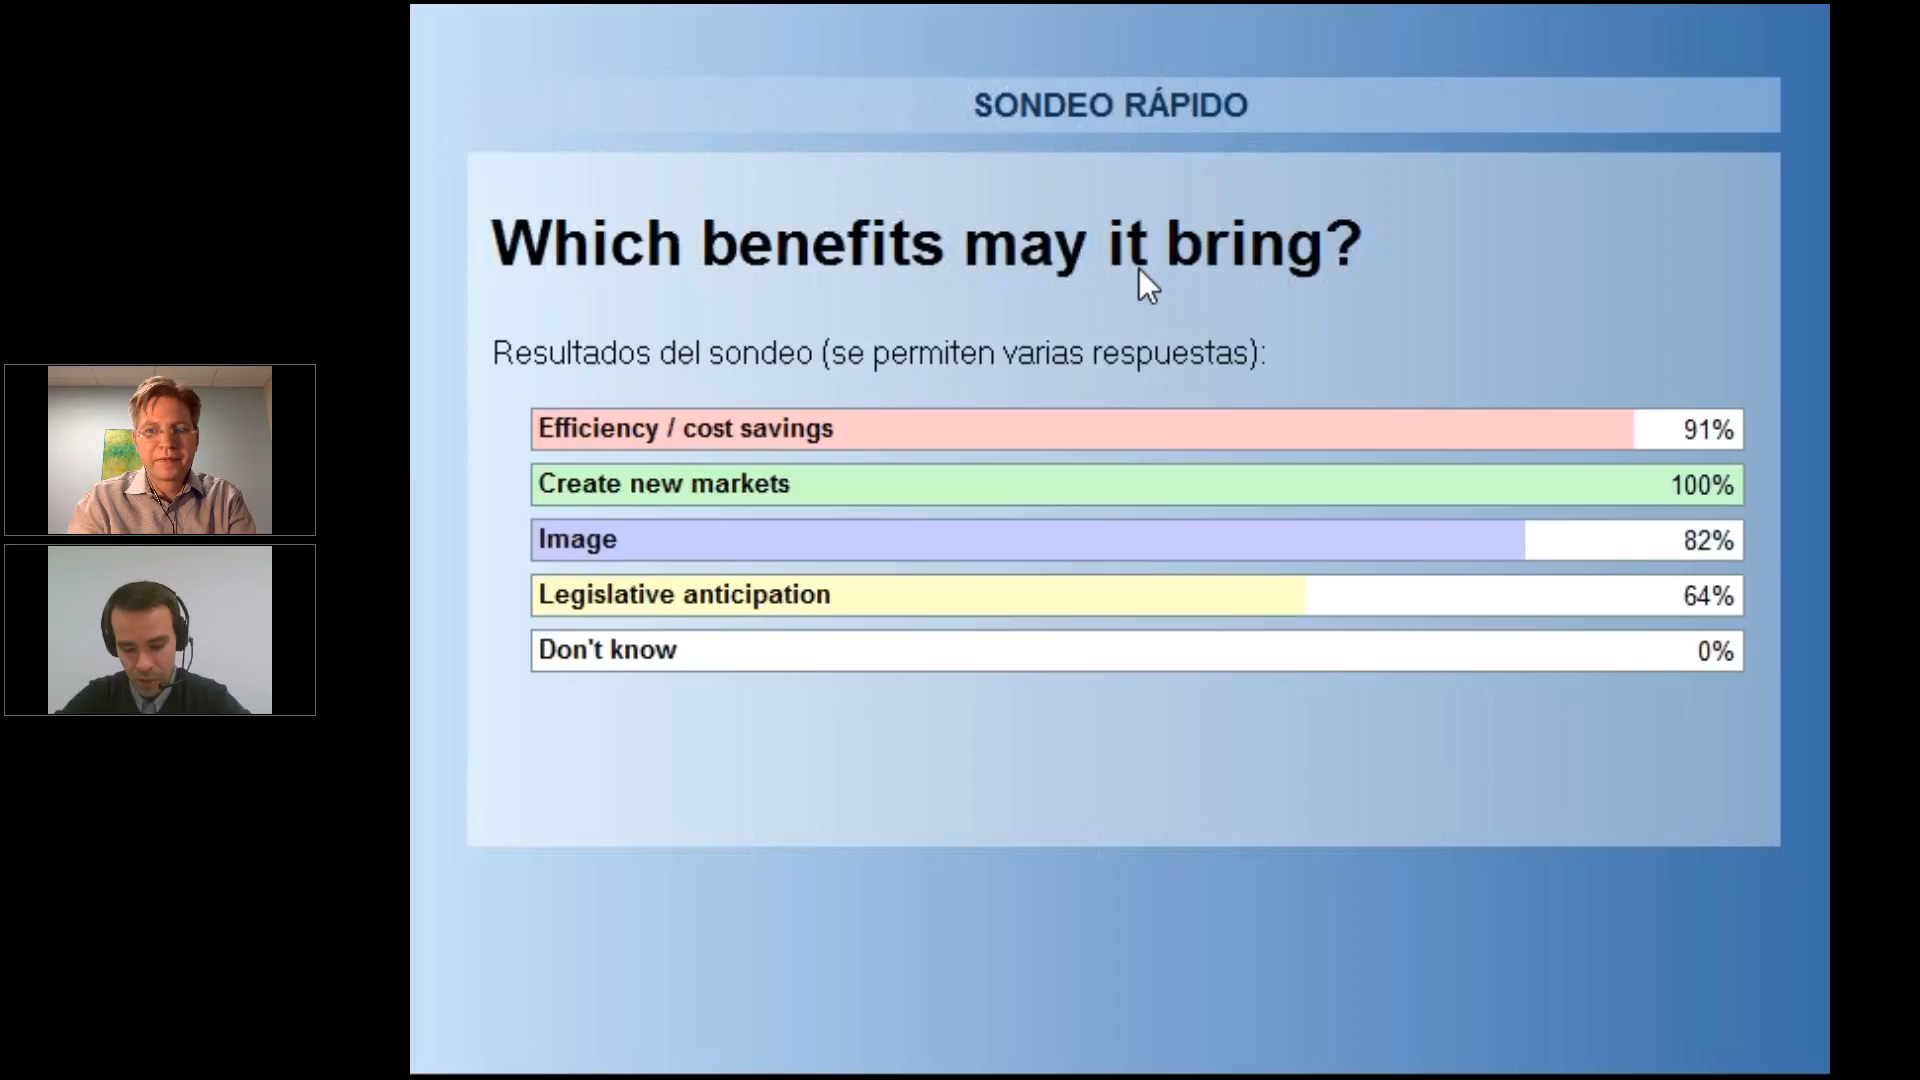 SONDEO RÁPIDO
Which benefits may it bring?
Resultados del sondeo (se permiten varias respuestas):
Efficiency / cost savings 91%
Create new markets 100%
Image 82%
Legislative anticipation 64%
Don't know 0%